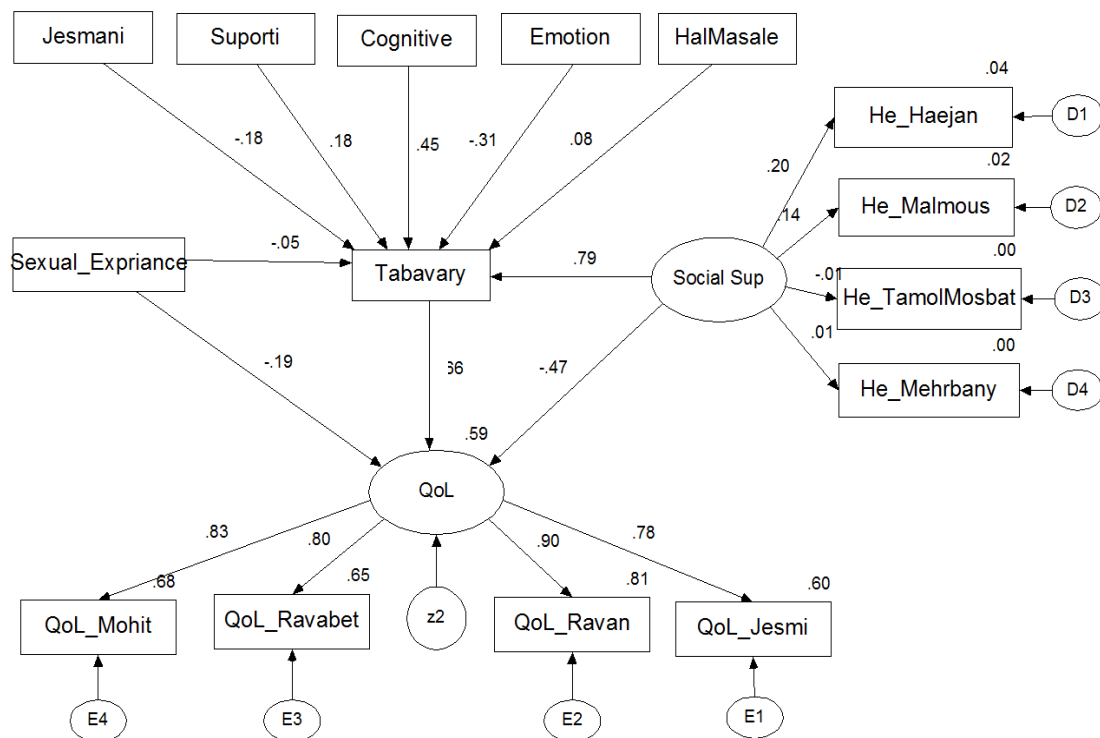 Jesmani
Suporti
Cognitive
Emotion
HalMasale
.04
He_Haejan
D1
-.18
.18
.45
-.31
.08
.20
.02
He_Malmous
D2
.14
.00
Sexual_Expriance
-.05
Tabavary
.79
Social Sup
-.01
He_TamolMosbat
D3
.01
.00
He_Mehrbany
D4
-.19
.66
-.47
.59
QoL
.83
.80
.90
.78
.68
.65
.81
.60
QoL_Mohit
QoL_Ravabet
z2
QoL_Ravan
QoL_Jesmi
E4
E3
E2
E1